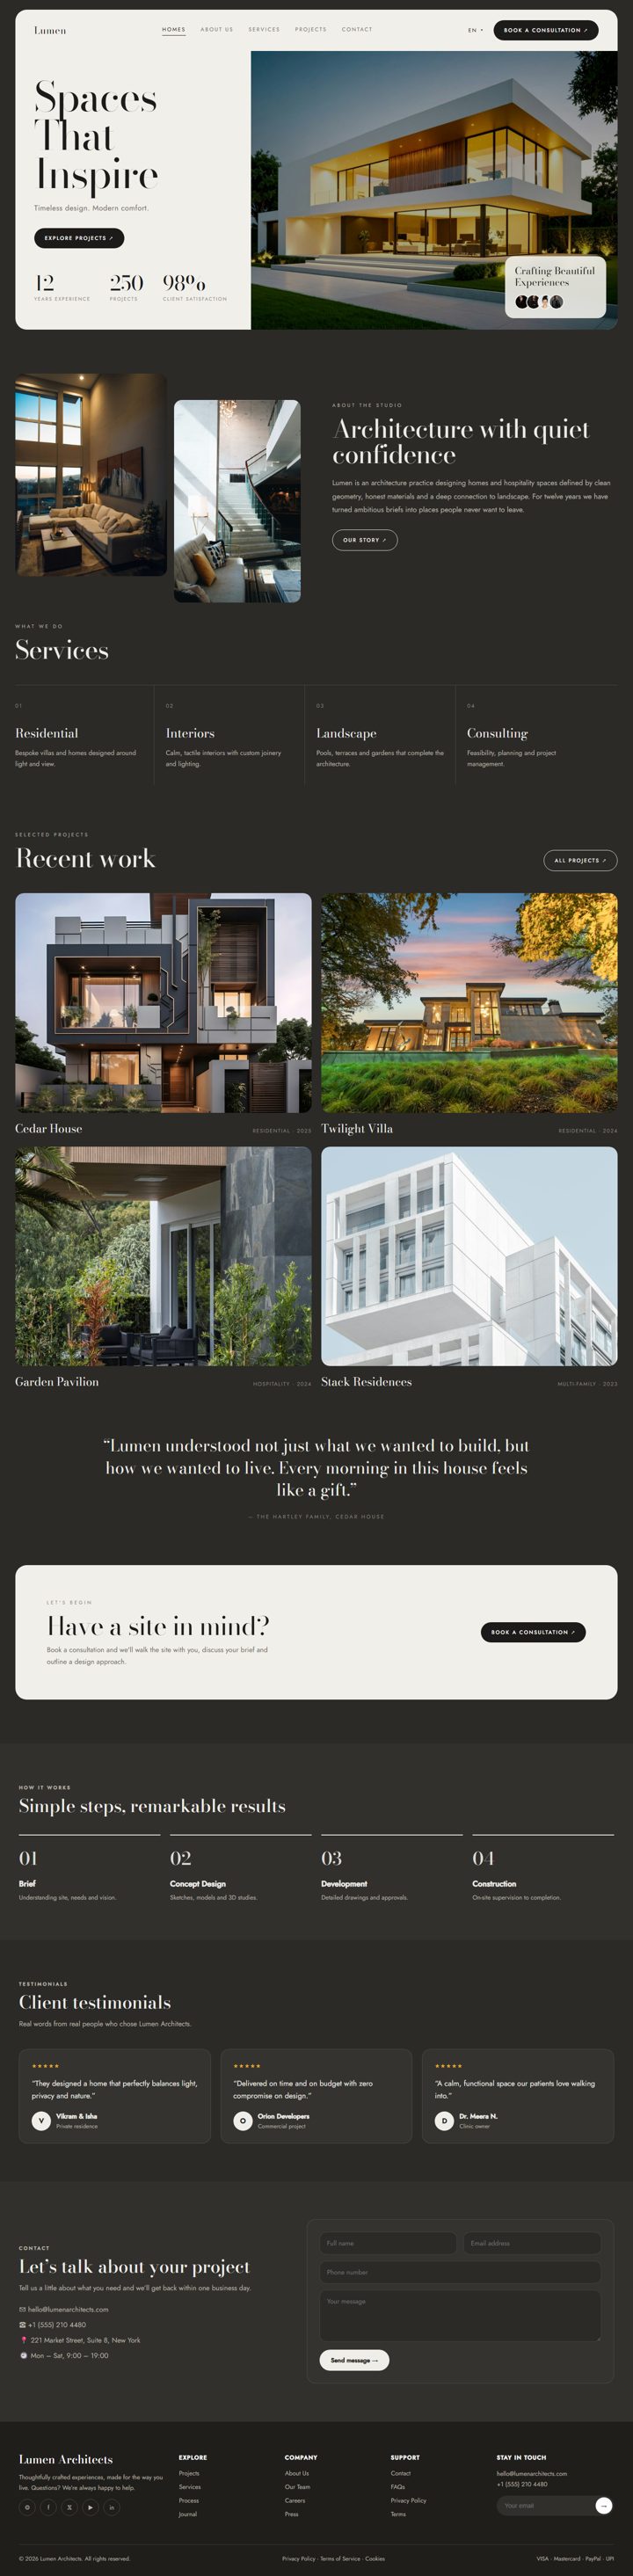 Lumen
HOMES ABOUT US SERVICES PROJECTS CONTACT
EN
BOOK A CONSULTATION ↗
Spaces
That
Inspire
Timeless design. Modern comfort.
EXPLORE PROJECTS ↗
12 250 98%
YEARS EXPERIENCE PROJECTS CLIENT SATISFACTION
Crafting Beautiful
Experiences
ABOUT THE STUDIO
Architecture with quiet
confidence
Lumen is an architecture practice designing homes and hospitality spaces defined by clean
geometry, honest materials and a deep connection to landscape. For twelve years we have
turned ambitious briefs into places people never want to leave.
OUR STORY ↗
WHAT WE DO
Services
01 02 03 04
Residential Interiors Landscape Consulting
Bespoke villas and homes designed around
light and view.
Calm, tactile interiors with custom joinery
and lighting.
Pools, terraces and gardens that complete the
architecture.
Feasibility, planning and project
management.
SELECTED PROJECTS
Recent work
ALL PROJECTS ↗
Cedar House
RESIDENTIAL · 2025
Twilight Villa
RESIDENTIAL · 2024
Garden Pavilion
HOSPITALITY · 2024
Stack Residences
MULTI-FAMILY · 2023
“Lumen understood not just what we wanted to build, but
how we wanted to live. Every morning in this house feels
like a gift.”
— THE HARTLEY FAMILY, CEDAR HOUSE
LET'S BEGIN
Have a site in mind?
Book a consultation and we'll walk the site with you, discuss your brief and
outline a design approach.
BOOK A CONSULTATION ↗
HOW IT WORKS
Simple steps, remarkable results
01 02 03 04
Brief Concept Design Development Construction
Understanding site, needs and vision.
Sketches, models and 3D studies.
Detailed drawings and approvals.
On-site supervision to completion.
TESTIMONIALS
Client testimonials
Real words from real people who chose Lumen Architects.
★★★★★
“They designed a home that perfectly balances light,
privacy and nature.”
V
Vikram & Isha
Private residence
★★★★★
“Delivered on time and on budget with zero
compromise on design.”
O
Orion Developers
Commercial project
★★★★★
“A calm, functional space our patients love walking
into.”
D
Dr. Meera N.
Clinic owner
CONTACT
Let’s talk about your project
Tell us a little about what you need and we'll get back within one business day.
hello@lumenarchitects.com
+1 (555) 210 4480
221 Market Street, Suite 8, New York
Mon – Sat, 9:00 – 19:00
Full name
Email address
Phone number
Your message
Send message →
Lumen Architects
Thoughtfully crafted experiences, made for the way you
live. Questions? We're always happy to help.
f
in
EXPLORE
Projects
Services
Process
Journal
COMPANY
About Us
Our Team
Careers
Press
SUPPORT
Contact
FAQs
Privacy Policy
Terms
STAY IN TOUCH
hello@lumenarchitects.com
+1 (555) 210 4480
Your email
→
© 2026 Lumen Architects. All rights reserved.
Privacy Policy · Terms of Service · Cookies
VISA · Mastercard · PayPal · UPI